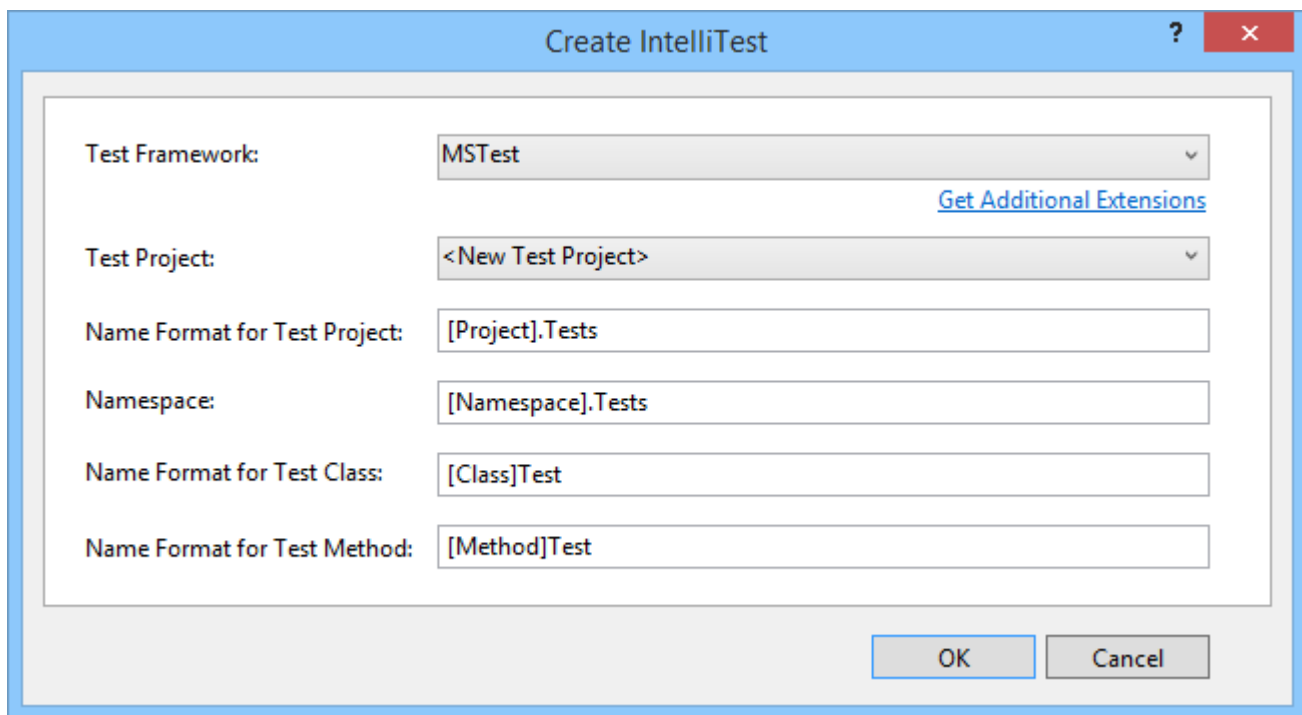 Create IntelliTest
?
Test Framework: MSTest
Get Additional Extensions
Test Project: <New Test Project>
Name Format for Test Project: [Project].Tests
Namespace: [Namespace].Tests
Name Format for Test Class: [Class]Test
Name Format for Test Method: [Method]Test
OK Cancel